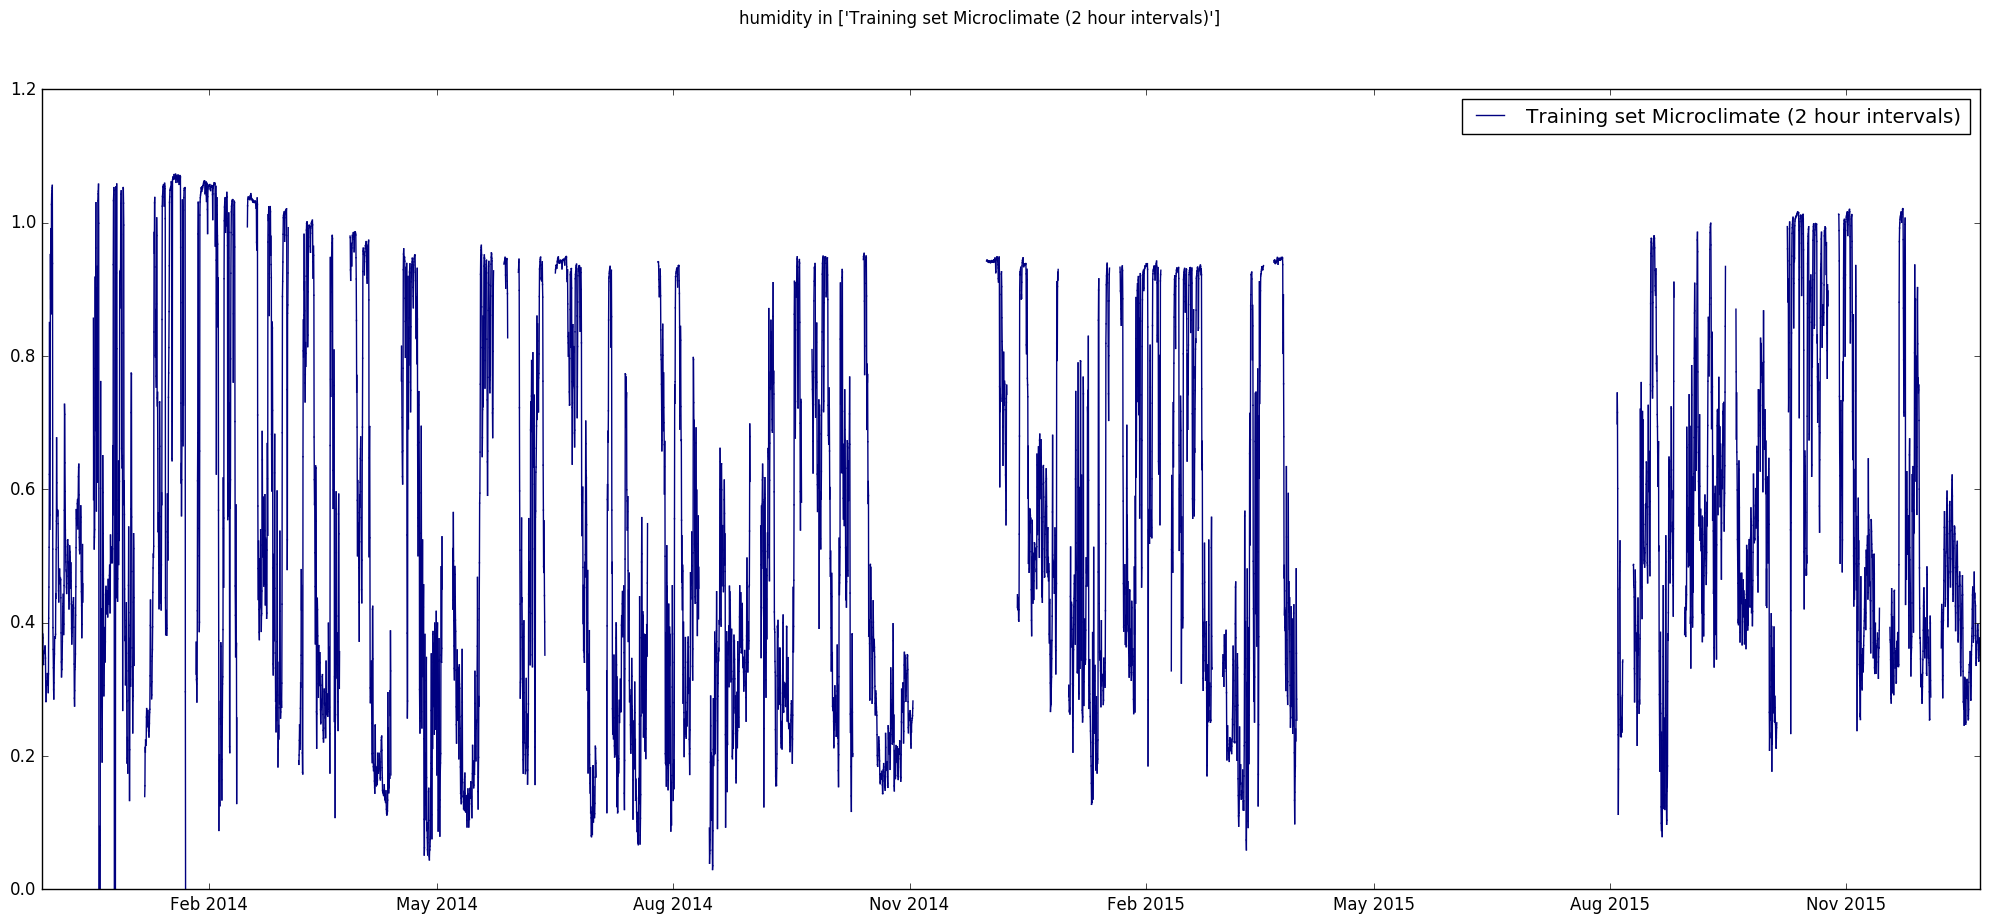 humidity in ['Training set Microclimate (2 hour intervals)']
1.2
Training set Microclimate (2 hour intervals)
1.0
0.8
0.6
0.4
0.2
0.0
Feb 2014 May 2014 Aug 2014 Nov 2014 Feb 2015 May 2015 Aug 2015 Nov 2015